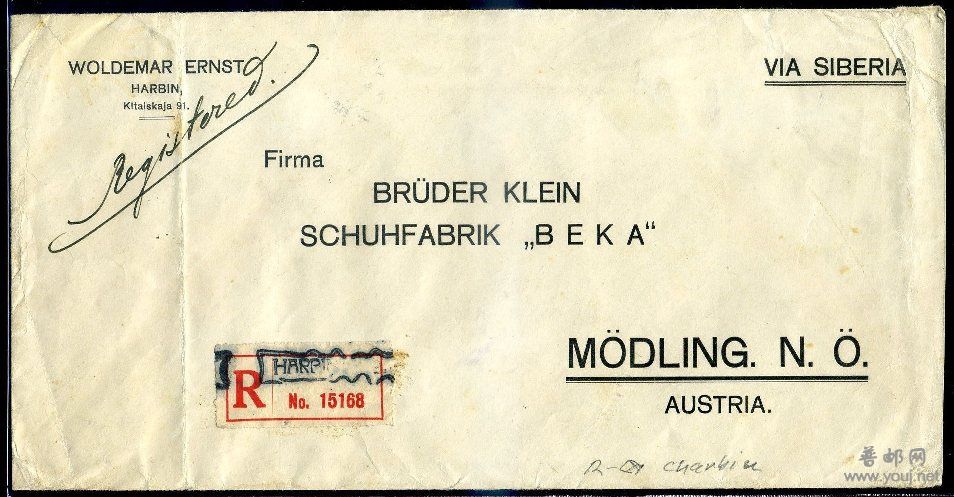 WOLDEMAR ERNST
HARBIN,
Kitaiskaja 91.
Registered.
VIA SIBERIA
Firma
BRÜDER KLEIN
SCHUHFABRIK „B E K A“
MÖDLING. N. Ö.
AUSTRIA.
R
No. 15168
charbin
普邮网
www.youj.net